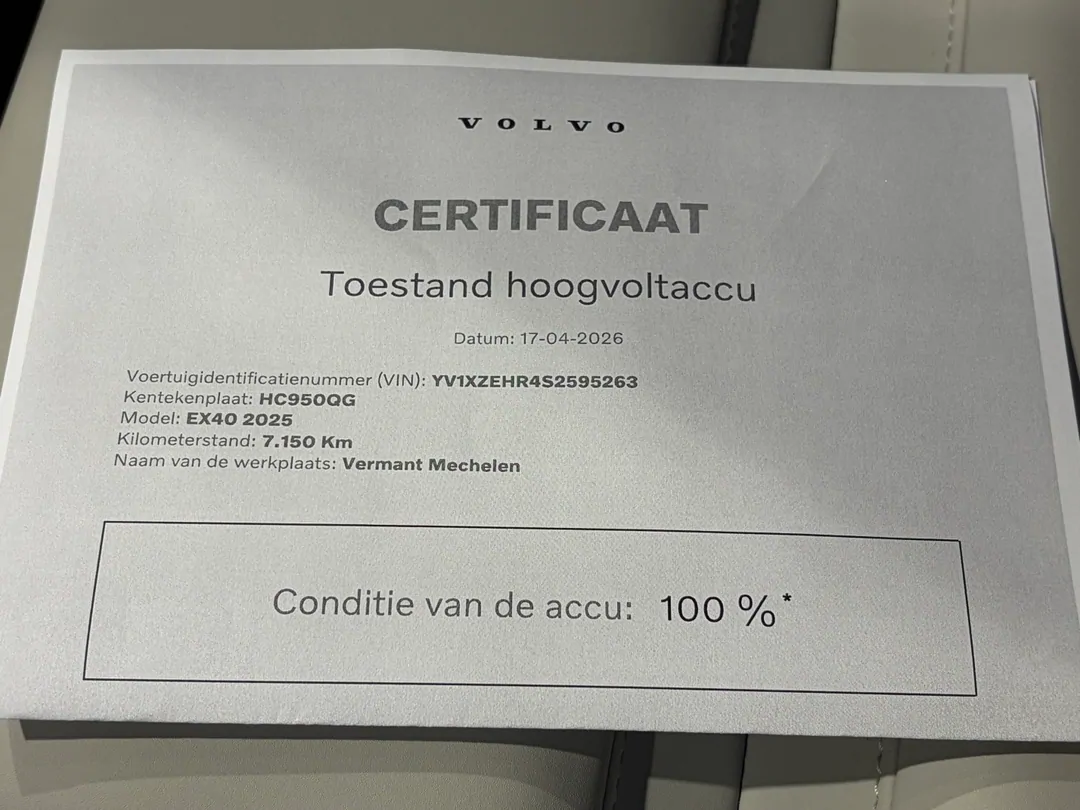 VOLVO
CERTIFICAAT
Toestand hoogvoltaccu
Datum: 17-04-2026
Voertuigidentificatienummer (VIN): YV1XZEHR4S2595263
Kentekenplaat: HC950QG
Model: EX40 2025
Kilometerstand: 7.150 Km
Naam van de werkplaats: Vermant Mechelen
Conditie van de accu: 100 %*